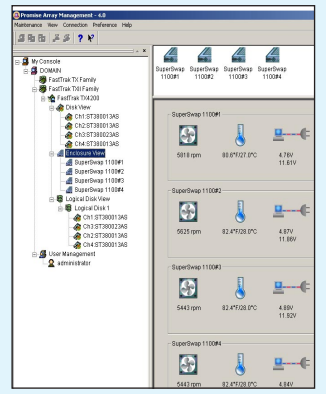 Promise Array Management - 4.0
Maintenance View Connection Preference Help
My Console
DOMAIN
FastTrak TX Family
FastTrak TXII Family
FastTrak TX4200
Disk View
Ch1:ST380013AS
Ch2:ST380013AS
Ch3:ST380023AS
Ch4:ST380013AS
Enclosure View
SuperSwap 1100#1
SuperSwap 1100#2
SuperSwap 1100#3
SuperSwap 1100#4
Logical Disk View
Logical Disk 1
Ch1:ST380013AS
Ch3:ST380023AS
Ch2:ST380013AS
Ch4:ST380013AS
User Management
administrator
SuperSwap 1100#1
SuperSwap 1100#2
SuperSwap 1100#3
SuperSwap 1100#4
SuperSwap 1100#1
5818 rpm 80.6°F/27.0°C 4.78V
11.61V
SuperSwap 1100#2
5625 rpm 82.4°F/28.0°C 4.87V
11.86V
SuperSwap 1100#3
5443 rpm 82.4°F/28.0°C 4.89V
11.92V
SuperSwap 1100#4
5443 rpm 82.4°F/28.0°C 4.84V